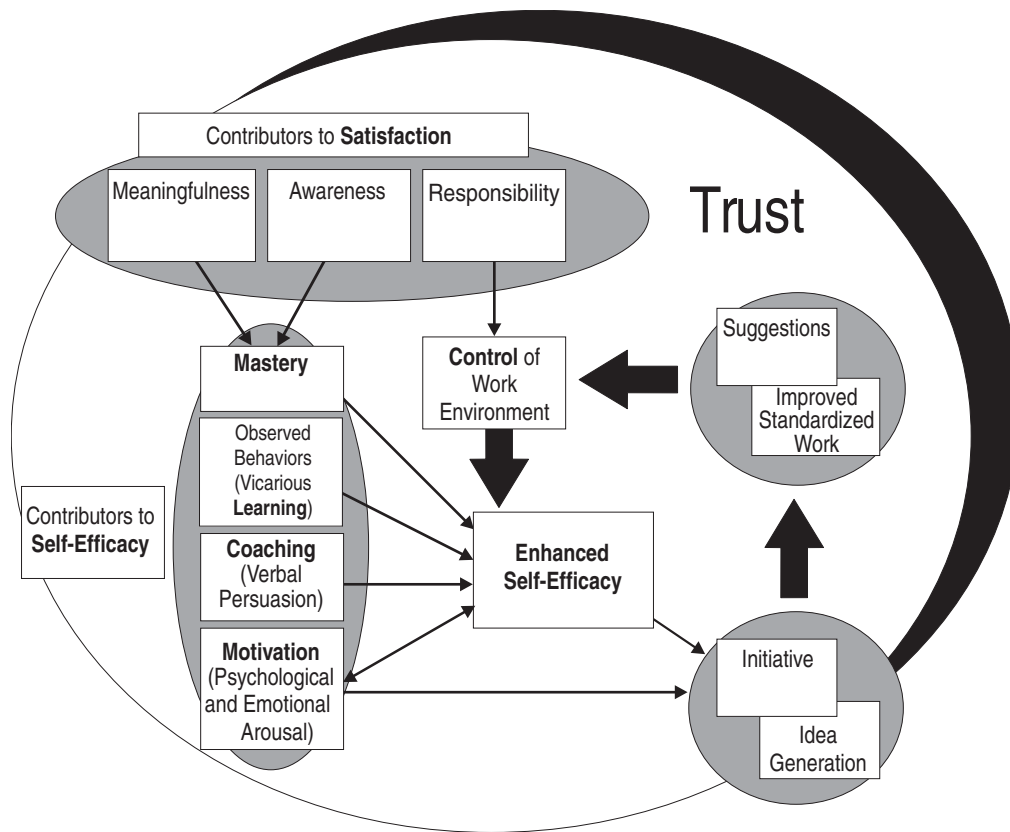 Contributors to Satisfaction
Meaningfulness
Awareness
Responsibility
Trust
Mastery
Observed
Behaviors
(Vicarious
Learning)
Coaching
(Verbal
Persuasion)
Motivation
(Psychological
and Emotional
Arousal)
Contributors to
Self-Efficacy
Control of
Work
Environment
Enhanced
Self-Efficacy
Suggestions
Improved
Standardized
Work
Initiative
Idea
Generation